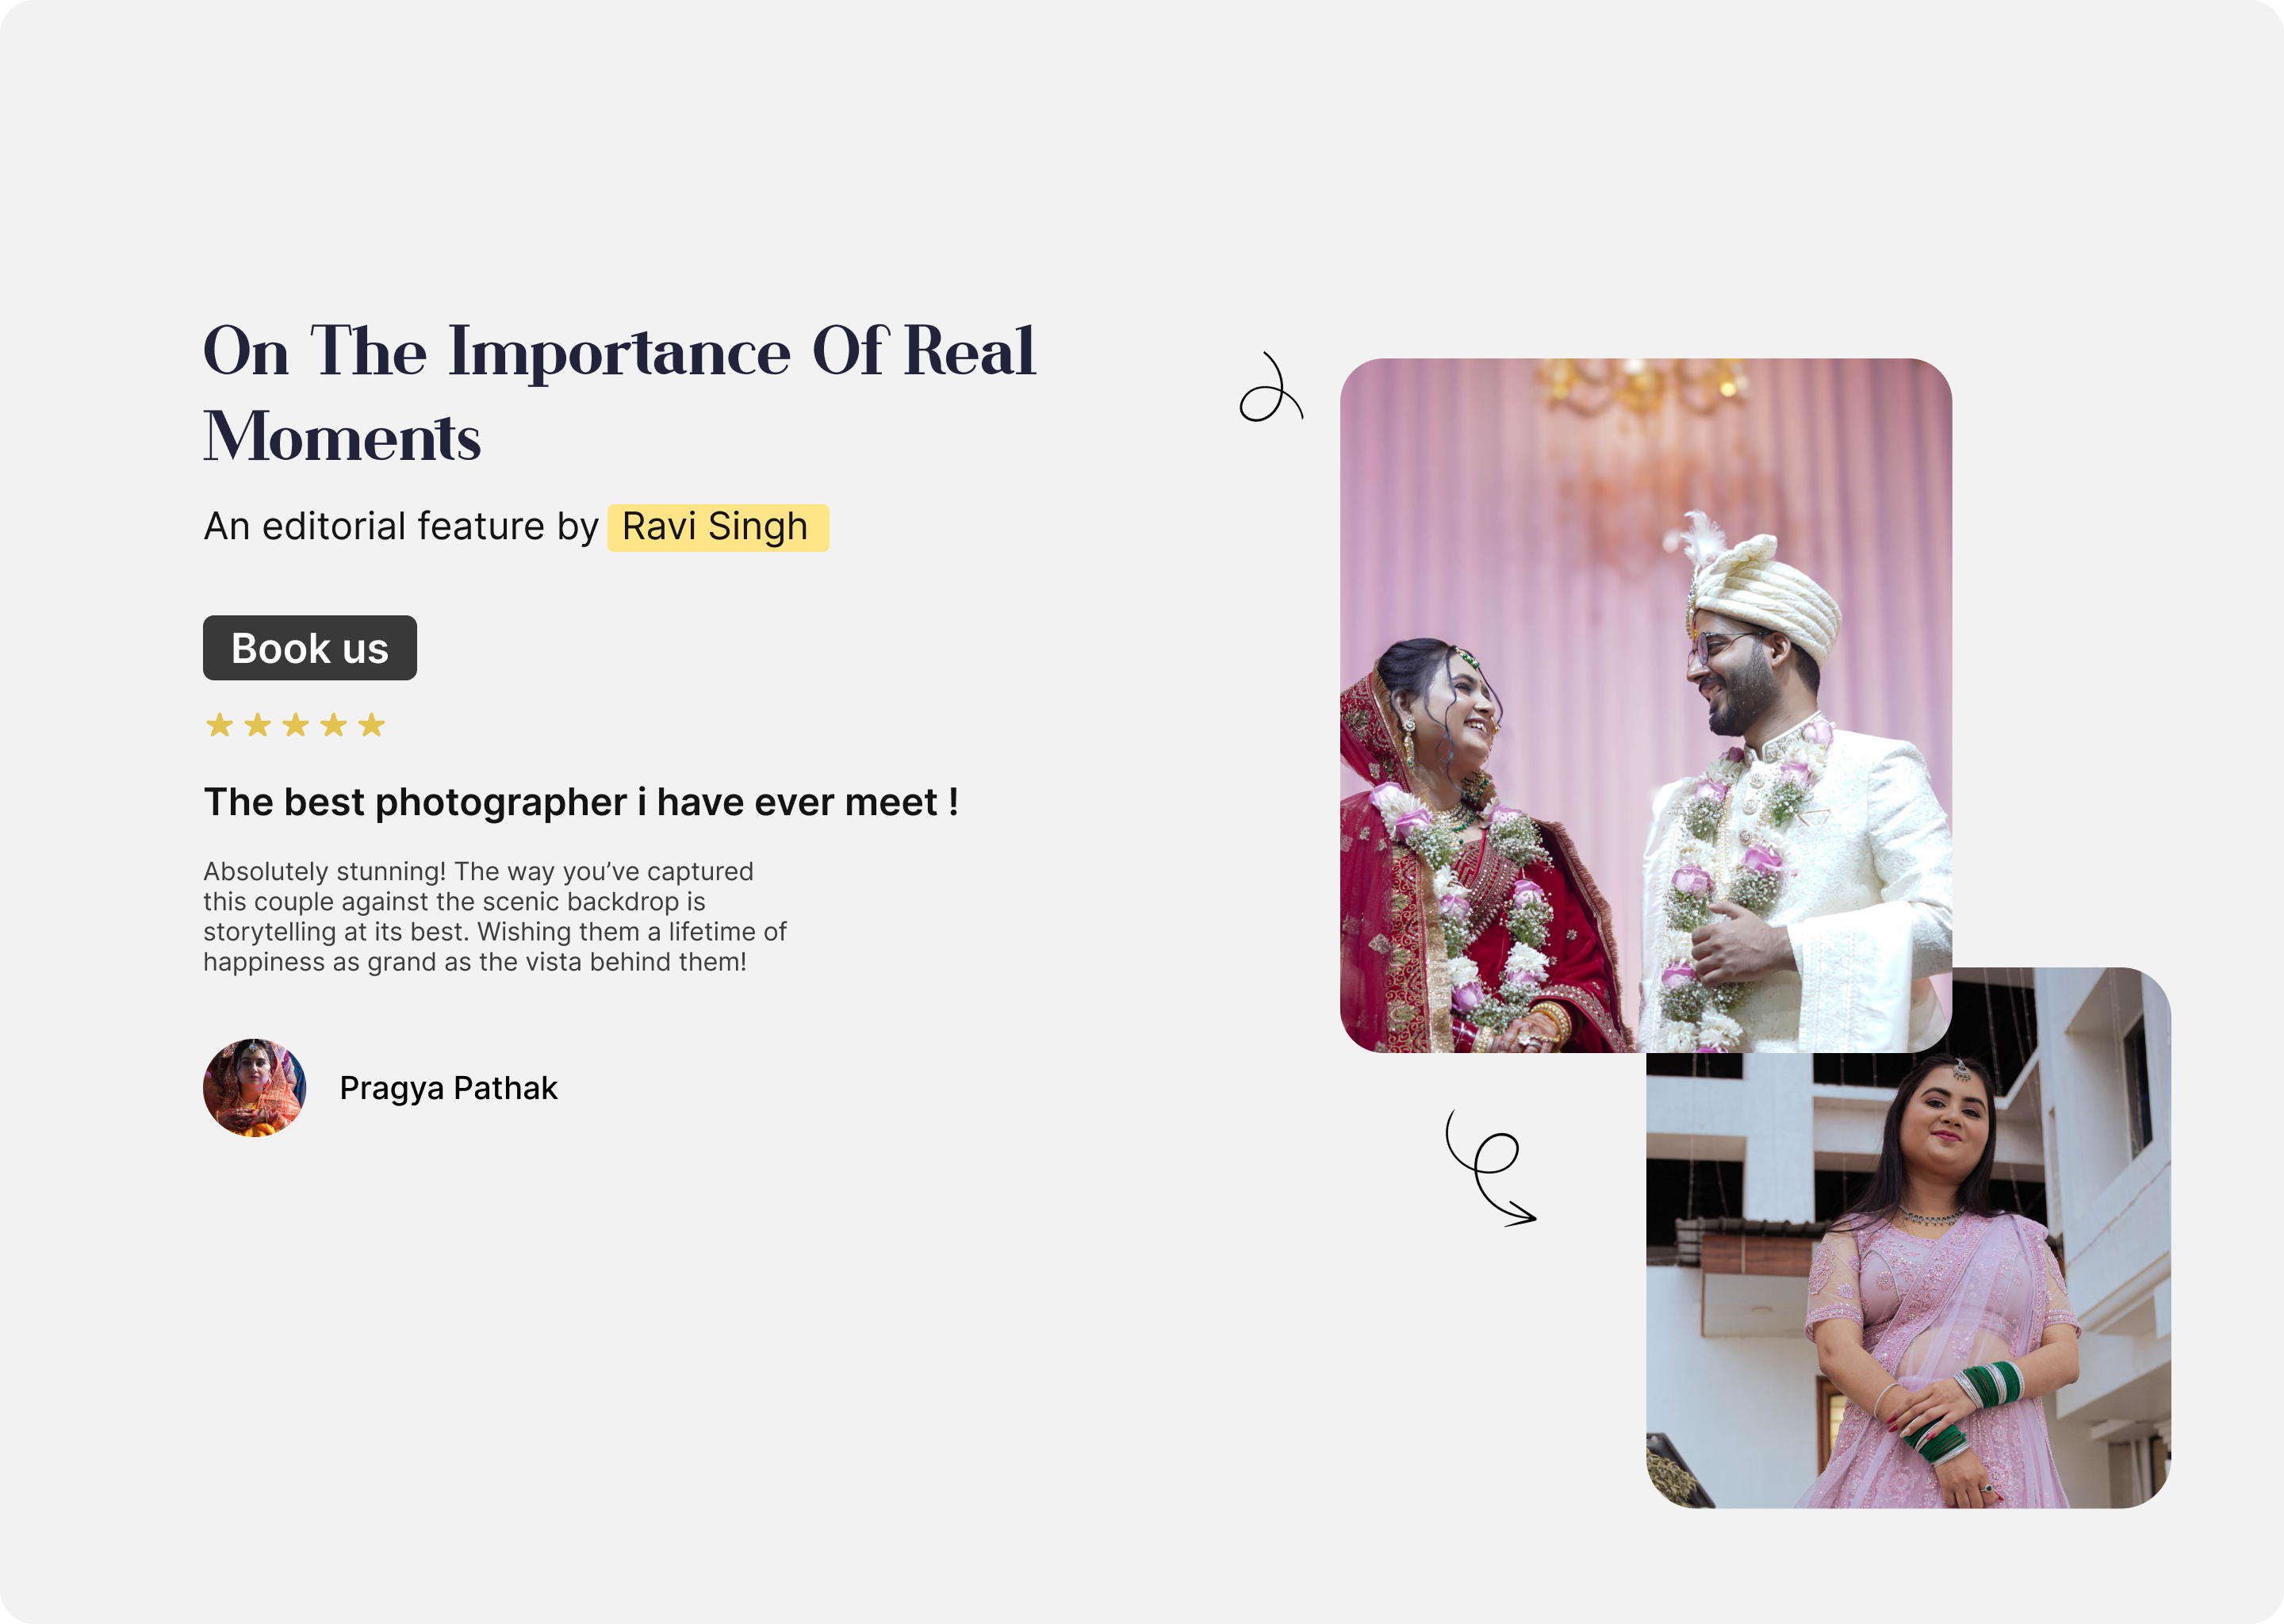 On The Importance Of Real
Moments
An editorial feature by Ravi Singh
Book us
The best photographer i have ever meet !
Absolutely stunning! The way you’ve captured
this couple against the scenic backdrop is
storytelling at its best. Wishing them a lifetime of
happiness as grand as the vista behind them!
Pragya Pathak